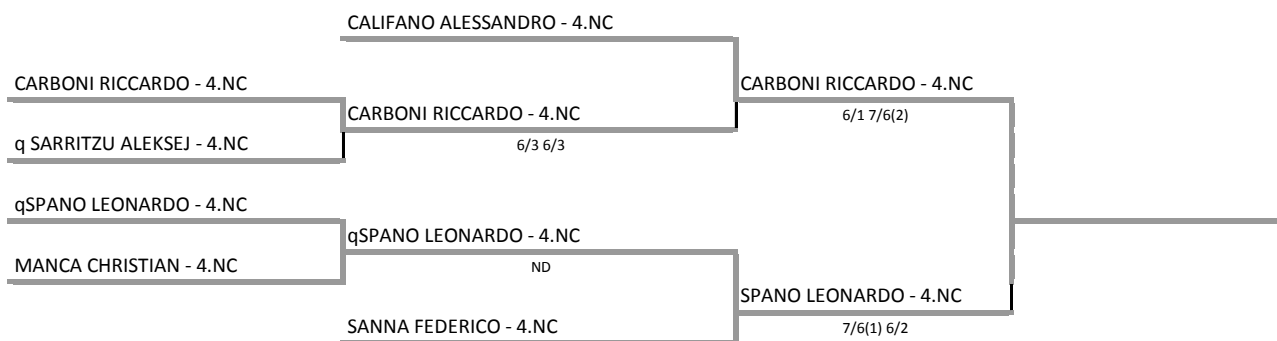 CALIFANO ALESSANDRO - 4.NC
CARBONI RICCARDO - 4.NC
CARBONI RICCARDO - 4.NC
CARBONI RICCARDO - 4.NC
6/1 7/6(2)
q SARRITZU ALEKSEJ - 4.NC
6/3 6/3
qSPANO LEONARDO - 4.NC
qSPANO LEONARDO - 4.NC
MANCA CHRISTIAN - 4.NC
ND
SPANO LEONARDO - 4.NC
SANNA FEDERICO - 4.NC
7/6(1) 6/2